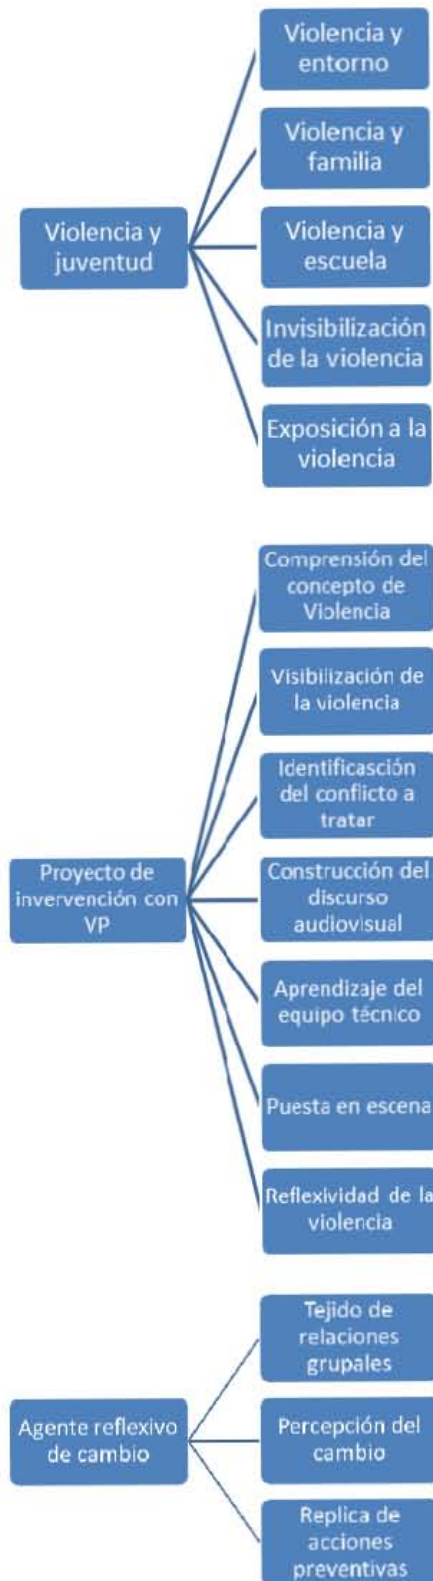 Violencia y
juventud
Violencia y
entorno
Violencia y
familia
Violencia y
escuela
Invisibilización
de la violencia
Exposición a la
violencia
Proyecto de
invervención con
VP
Comprensión del
concepto de
Violencia
Visibilización de
la violencia
Identificasción
del conflicto a
tratar
Construcción del
discurso
audiovisual
Aprendizaje del
equipo técnico
Puesta en escena
Reflexividad de la
violencia
Agente reflexivo
de cambio
Tejido de
relaciones
grupales
Percepción del
cambio
Replica de
acciones
preventivas